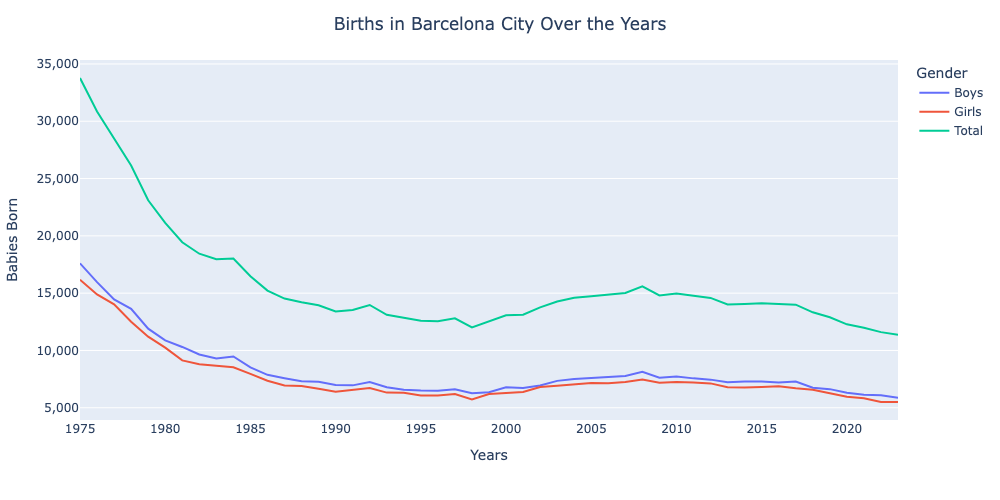 Births in Barcelona City Over the Years
Gender
Boys
Girls
Total
Babies Born
35,000
30,000
25,000
20,000
15,000
10,000
5,000
1975 1980 1985 1990 1995 2000 2005 2010 2015 2020
Years